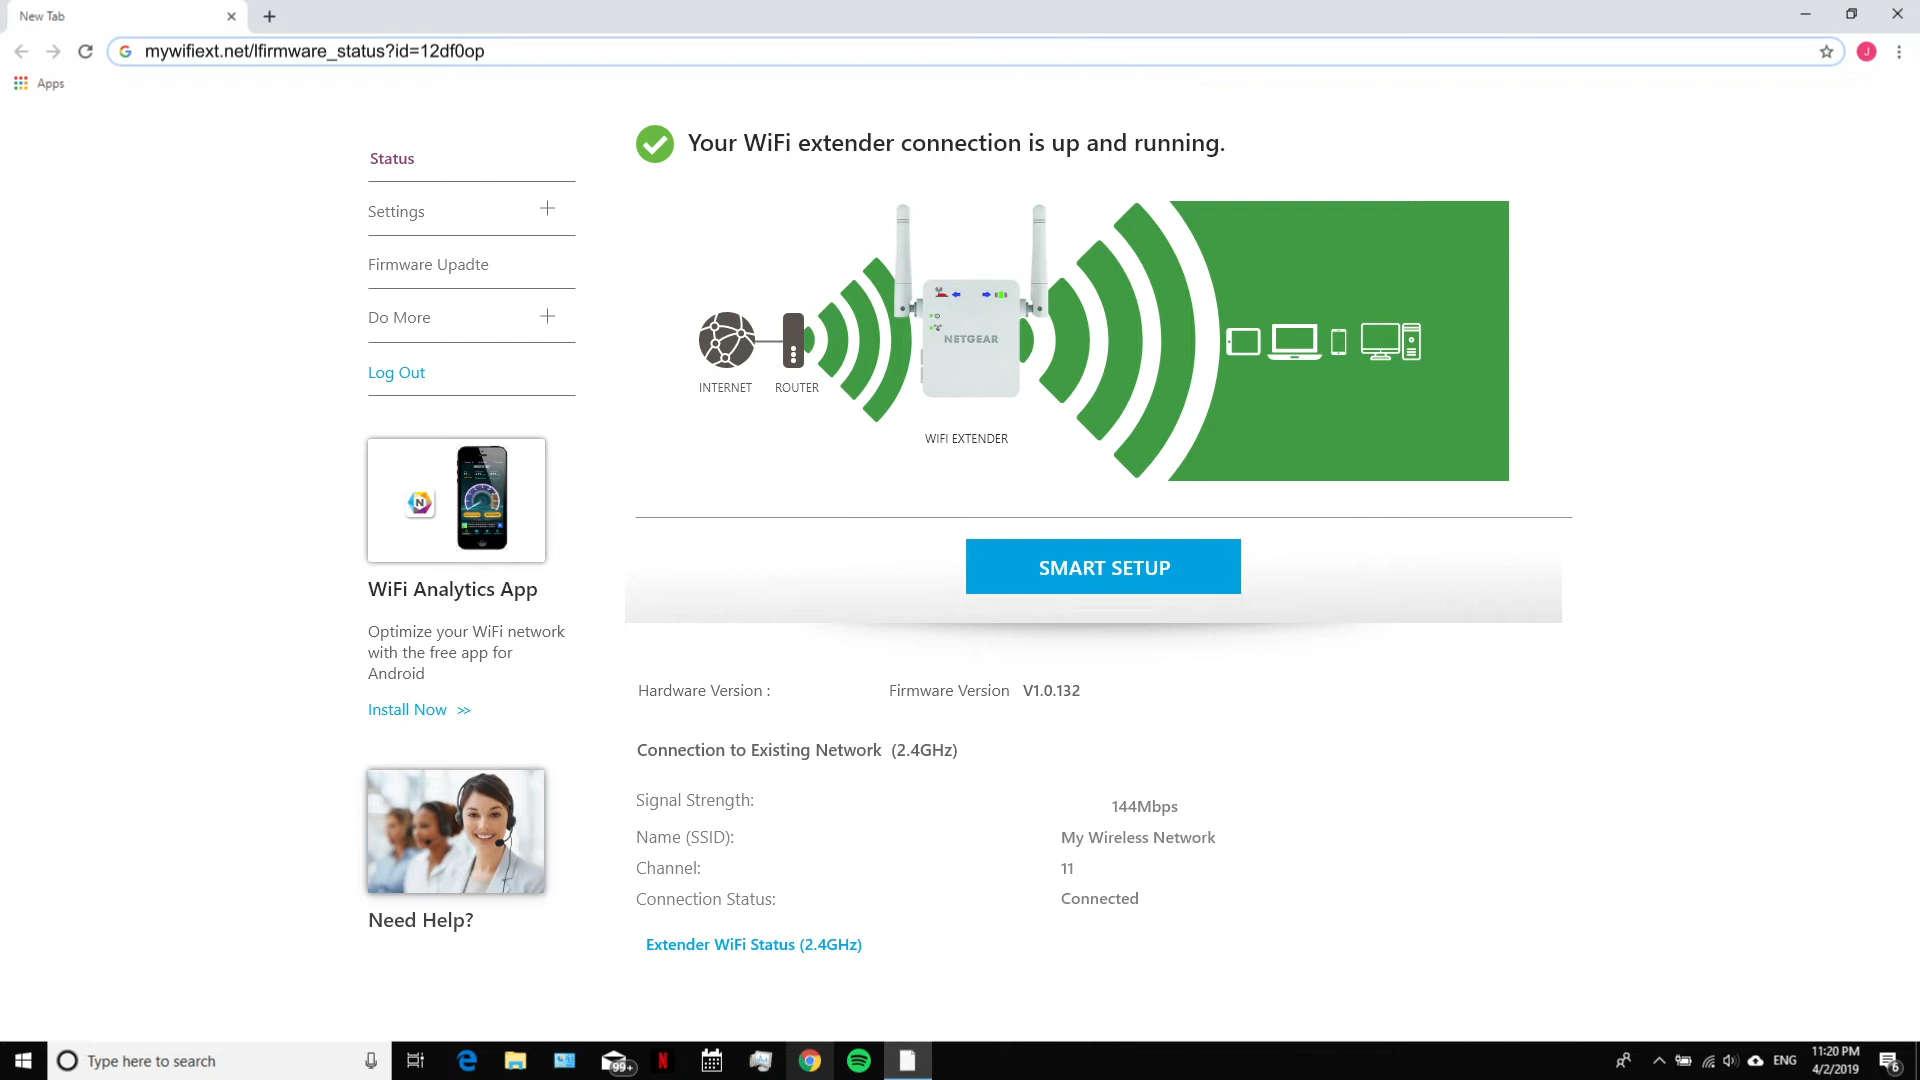 New Tab
mywifiext.net/lfirmware_status?id=12df0op
J
Apps
Status
Settings
Firmware Upadte
Do More
Log Out
WiFi Analytics App
Optimize your WiFi network
with the free app for
Android
Install Now >>
Need Help?
Your WiFi extender connection is up and running.
NETGEAR
INTERNET
ROUTER
WIFI EXTENDER
SMART SETUP
Hardware Version :
Firmware Version V1.0.132
Connection to Existing Network (2.4GHz)
Signal Strength: 144Mbps
Name (SSID): My Wireless Network
Channel: 11
Connection Status: Connected
Extender WiFi Status (2.4GHz)
Type here to search
99+
ENG
11:20 PM
4/2/2019
6